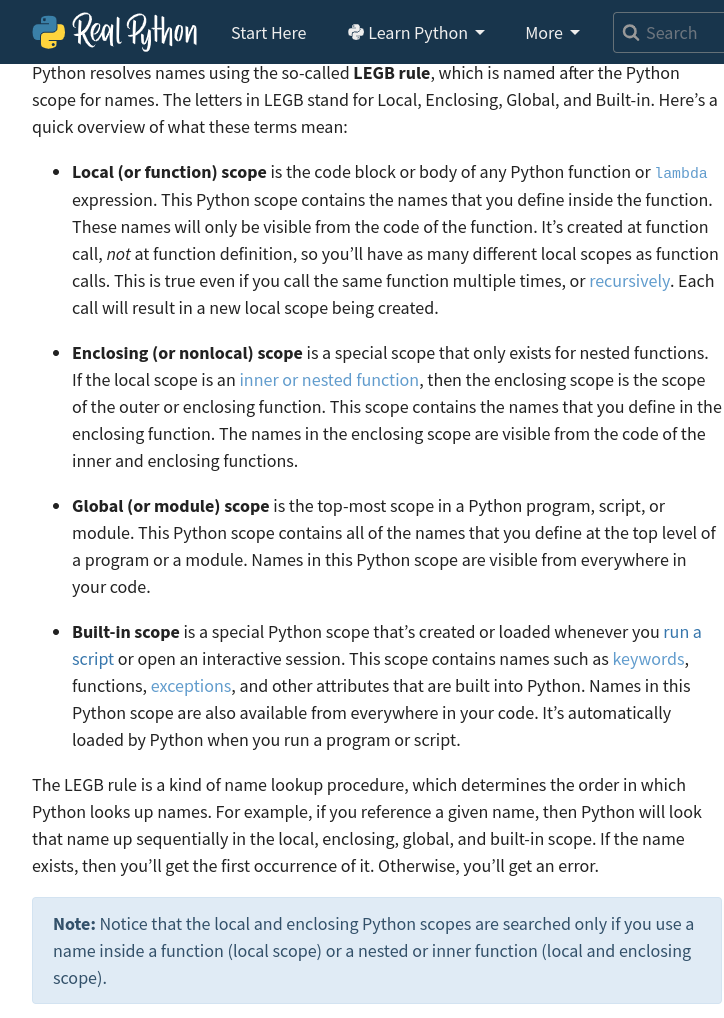 Real Python Start Here Learn Python More Search
Python resolves names using the so-called LEGB rule, which is named after the Python
scope for names. The letters in LEGB stand for Local, Enclosing, Global, and Built-in. Here’s a
quick overview of what these terms mean:
• Local (or function) scope is the code block or body of any Python function or lambda
expression. This Python scope contains the names that you define inside the function.
These names will only be visible from the code of the function. It’s created at function
call, not at function definition, so you’ll have as many different local scopes as function
calls. This is true even if you call the same function multiple times, or recursively. Each
call will result in a new local scope being created.
• Enclosing (or nonlocal) scope is a special scope that only exists for nested functions.
If the local scope is an inner or nested function, then the enclosing scope is the scope
of the outer or enclosing function. This scope contains the names that you define in the
enclosing function. The names in the enclosing scope are visible from the code of the
inner and enclosing functions.
• Global (or module) scope is the top-most scope in a Python program, script, or
module. This Python scope contains all of the names that you define at the top level of
a program or a module. Names in this Python scope are visible from everywhere in
your code.
• Built-in scope is a special Python scope that’s created or loaded whenever you run a
script or open an interactive session. This scope contains names such as keywords,
functions, exceptions, and other attributes that are built into Python. Names in this
Python scope are also available from everywhere in your code. It’s automatically
loaded by Python when you run a program or script.
The LEGB rule is a kind of name lookup procedure, which determines the order in which
Python looks up names. For example, if you reference a given name, then Python will look
that name up sequentially in the local, enclosing, global, and built-in scope. If the name
exists, then you’ll get the first occurrence of it. Otherwise, you’ll get an error.
Note: Notice that the local and enclosing Python scopes are searched only if you use a
name inside a function (local scope) or a nested or inner function (local and enclosing
scope).